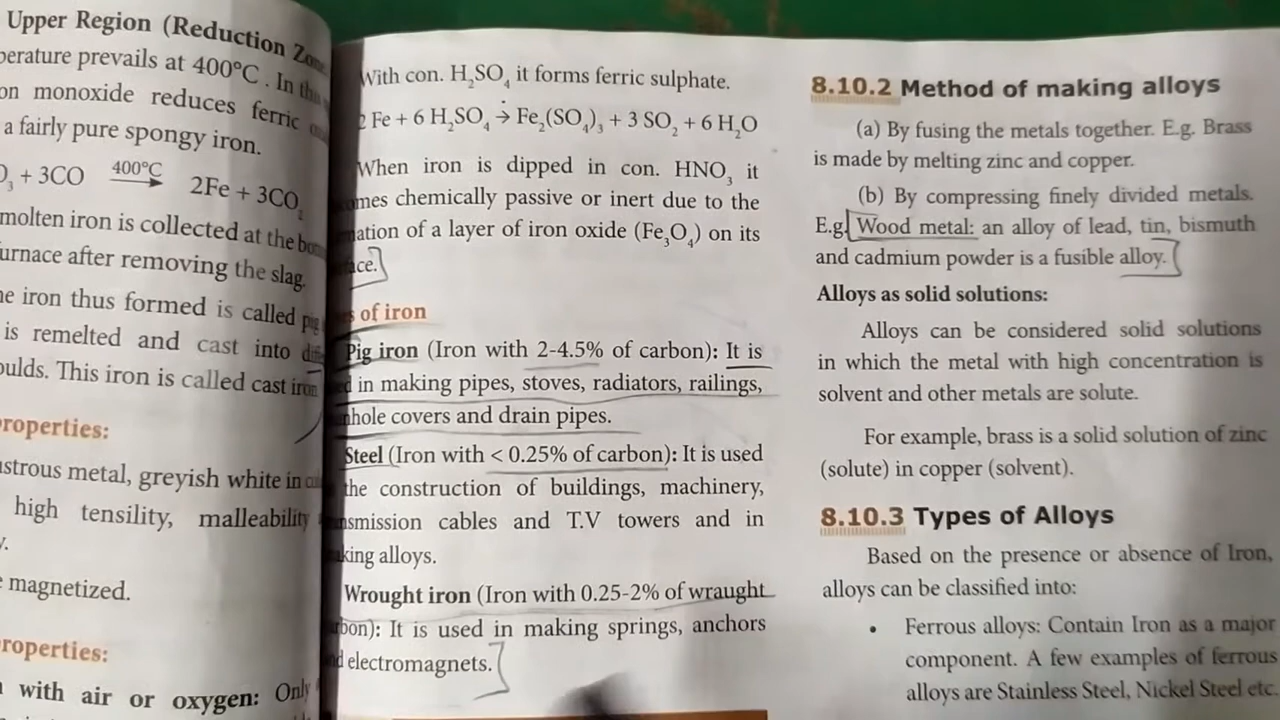 Upper Region (Reduction Zone
perature prevails at 400°C. In this
on monoxide reduces ferric
a fairly pure spongy iron.
O₃ + 3CO 400°C → 2Fe + 3CO₂
molten iron is collected at the
urnace after removing the slag.
ne iron thus formed is called pig
is remelted and cast into
oulds. This iron is called cast iron
roperties:
ustrous metal, greyish white in
high tensility, malleability
y.
e magnetized.
roperties:
with air or oxygen: Only
With con. H₂SO₄ it forms ferric sulphate.
2 Fe + 6 H₂SO₄ → Fe₂(SO₄)₃ + 3 SO₂ + 6 H₂O
When iron is dipped in con. HNO₃ it
omes chemically passive or inert due to the
nation of a layer of iron oxide (Fe₃O₄) on its
ace.
s of iron
Pig iron (Iron with 2-4.5% of carbon): It is
d in making pipes, stoves, radiators, railings,
nhole covers and drain pipes.
Steel (Iron with < 0.25% of carbon): It is used
the construction of buildings, machinery,
nsmission cables and T.V towers and in
king alloys.
Wrought iron (Iron with 0.25-2% of wraught
rbon): It is used in making springs, anchors
d electromagnets.
8.10.2 Method of making alloys
(a) By fusing the metals together. E.g. Brass
is made by melting zinc and copper.
(b) By compressing finely divided metals.
E.g. Wood metal: an alloy of lead, tin, bismuth
and cadmium powder is a fusible alloy.
Alloys as solid solutions:
Alloys can be considered solid solutions
in which the metal with high concentration is
solvent and other metals are solute.
For example, brass is a solid solution of zinc
(solute) in copper (solvent).
8.10.3 Types of Alloys
Based on the presence or absence of Iron,
alloys can be classified into:
• Ferrous alloys: Contain Iron as a major
component. A few examples of ferrous
alloys are Stainless Steel, Nickel Steel etc.